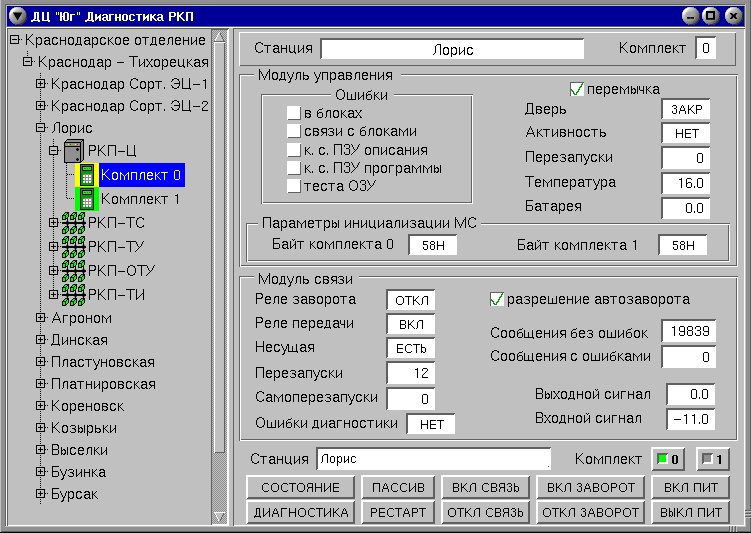 ДЦ "Юг" Диагностика РКП
Краснодарское отделение
Краснодар – Тихорецкая
Краснодар Сорт. ЭЦ-1
Краснодар Сорт. ЭЦ-2
Лорис
РКП-Ц
Комплект 0
Комплект 1
РКП-ТС
РКП-ТУ
РКП-ОТУ
РКП-ТИ
Агроном
Динская
Пластуновская
Платнировская
Кореновск
Козырьки
Выселки
Бузинка
Бурсак
Станция Лорис Комплект 0
Модуль управления
Ошибки
в блоках
связи с блоками
к. с. ПЗУ описания
к. с. ПЗУ программы
теста ОЗУ
перемычка
Дверь ЗАКР
Активность НЕТ
Перезапуски 0
Температура 16.0
Батарея 0.0
Параметры инициализации МС
Байт комплекта 0 58H Байт комплекта 1 58H
Модуль связи
Реле заворота ОТКЛ
Реле передачи ВКЛ
Несущая ЕСТЬ
Перезапуски 12
Самоперезапуски 0
Ошибки диагностики НЕТ
разрешение автозаворота
Сообщения без ошибок 19839
Сообщения с ошибками 0
Выходной сигнал 0.0
Входной сигнал –11.0
Станция Лорис Комплект 0 1
СОСТОЯНИЕ ПАССИВ ВКЛ СВЯЗЬ ВКЛ ЗАВОРОТ ВКЛ ПИТ
ДИАГНОСТИКА РЕСТАРТ ОТКЛ СВЯЗЬ ОТКЛ ЗАВОРОТ ВЫКЛ ПИТ